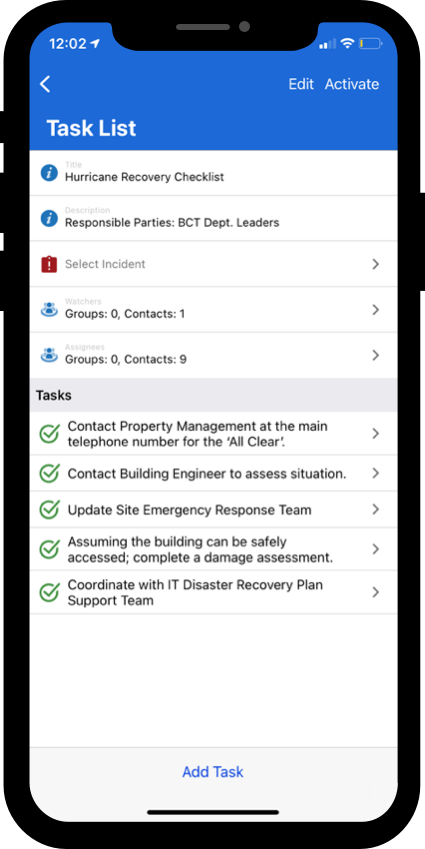 12:02
Edit Activate
Task List
Title
Hurricane Recovery Checklist
Description
Responsible Parties: BCT Dept. Leaders
Select Incident
Watchers
Groups: 0, Contacts: 1
Assignees
Groups: 0, Contacts: 9
Tasks
Contact Property Management at the main
telephone number for the ‘All Clear’.
Contact Building Engineer to assess situation.
Update Site Emergency Response Team
Assuming the building can be safely
accessed; complete a damage assessment.
Coordinate with IT Disaster Recovery Plan
Support Team
Add Task